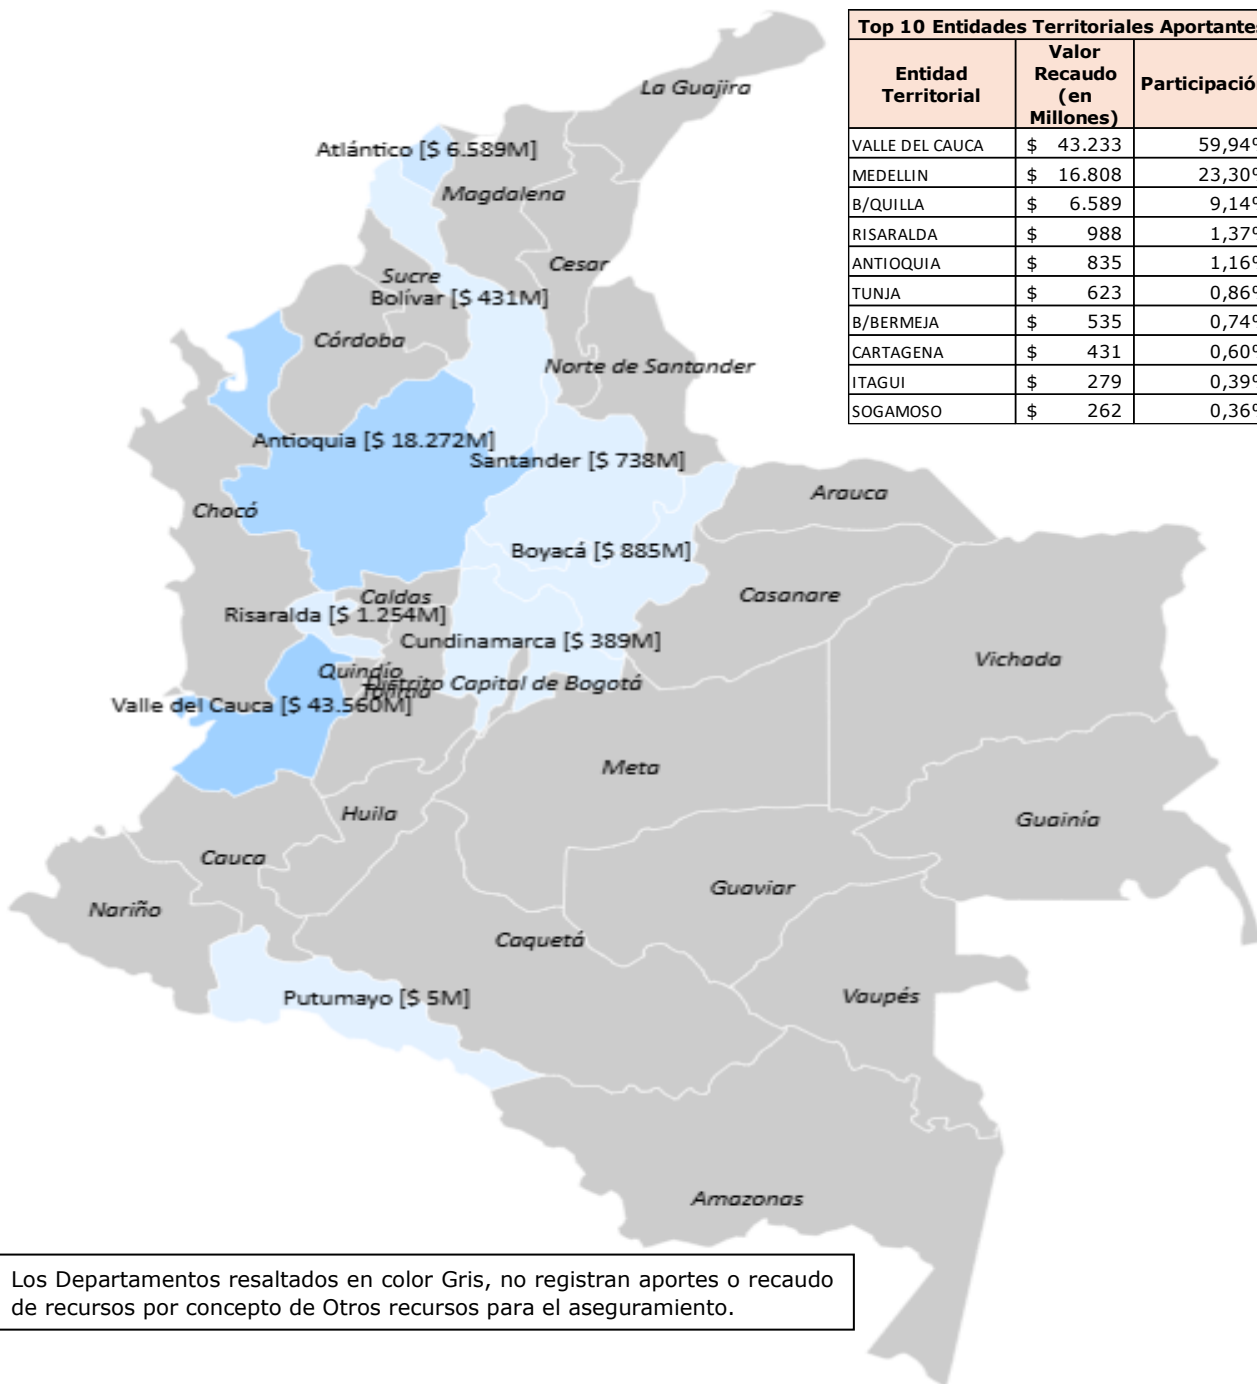 Top 10 Entidades Territoriales Aportantes
Entidad Territorial
Valor Recaudo (en Millones)
Participació
VALLE DEL CAUCA $ 43.233 59,94%
MEDELLIN $ 16.808 23,30%
B/QUILLA $ 6.589 9,14%
RISARALDA $ 988 1,37%
ANTIOQUIA $ 835 1,16%
TUNJA $ 623 0,86%
B/BERMEJA $ 535 0,74%
CARTAGENA $ 431 0,60%
ITAGUI $ 279 0,39%
SOGAMOSO $ 262 0,36%
La Guajira
Atlántico [$ 6.589M]
Magdalena
Cesar
Sucre
Bolívar [$ 431M]
Córdoba
Norte de Santander
Antioquia [$ 18.272M]
Santander [$ 738M]
Arauca
Chocó
Boyacá [$ 885M]
Casanare
Caldas
Risaralda [$ 1.254M]
Cundinamarca [$ 389M]
Vichada
Quindío
Distrito Capital de Bogotá
Tolima
Valle del Cauca [$ 43.560M]
Meta
Huila
Guainía
Cauca
Guaviar
Nariño
Caquetá
Putumayo [$ 5M]
Vaupés
Amazonas
Los Departamentos resaltados en color Gris, no registran aportes o recaudo
de recursos por concepto de Otros recursos para el aseguramiento.